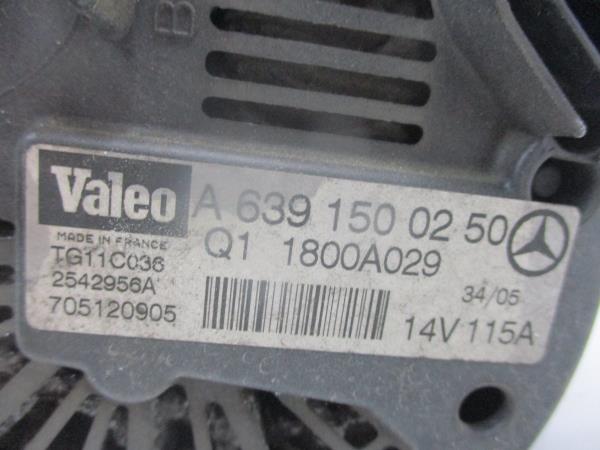 B
Valeo A 639 150 02 50
MADE IN FRANCE
TG11C036 Q1 1800A029
2542956A 34/05
705120905 14V 115A